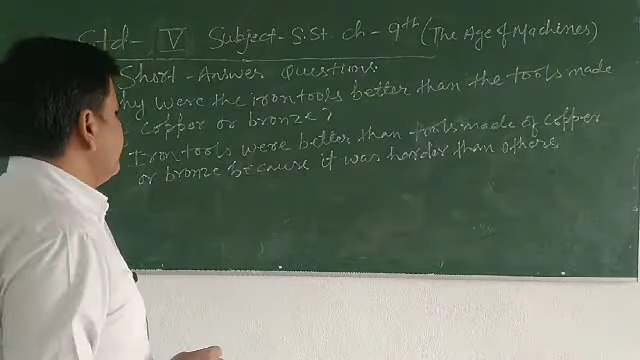 Std- V Subject- S.St. ch- 9th (The Age of Machines)
Short-Answer Questions.
hy were the iron tools better than the tools made
copper or bronze?
Iron tools were better than tools made of copper
or bronze because it was harder than others